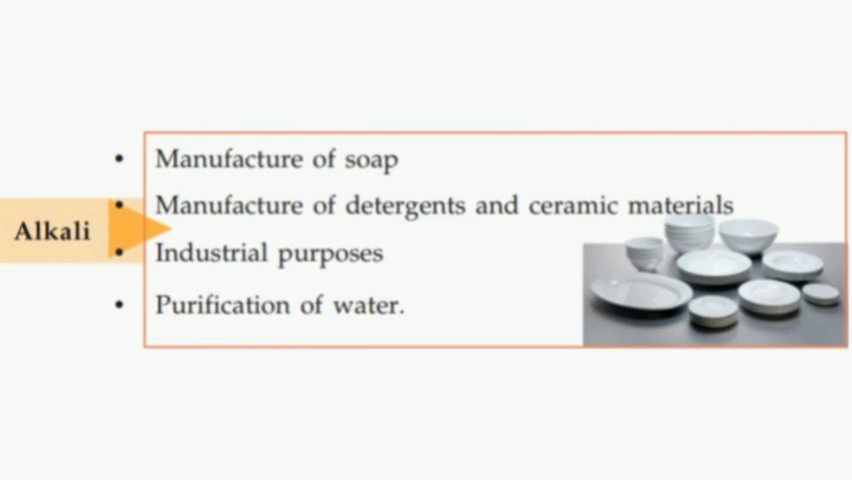 • Manufacture of soap
• Manufacture of detergents and ceramic materials
Alkali
• Industrial purposes
• Purification of water.